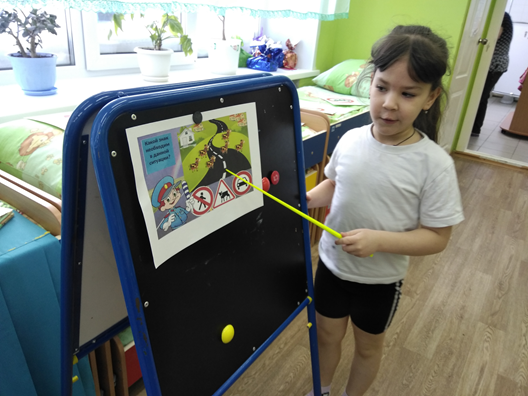 Какой знак
необходим
в данной
ситуации?